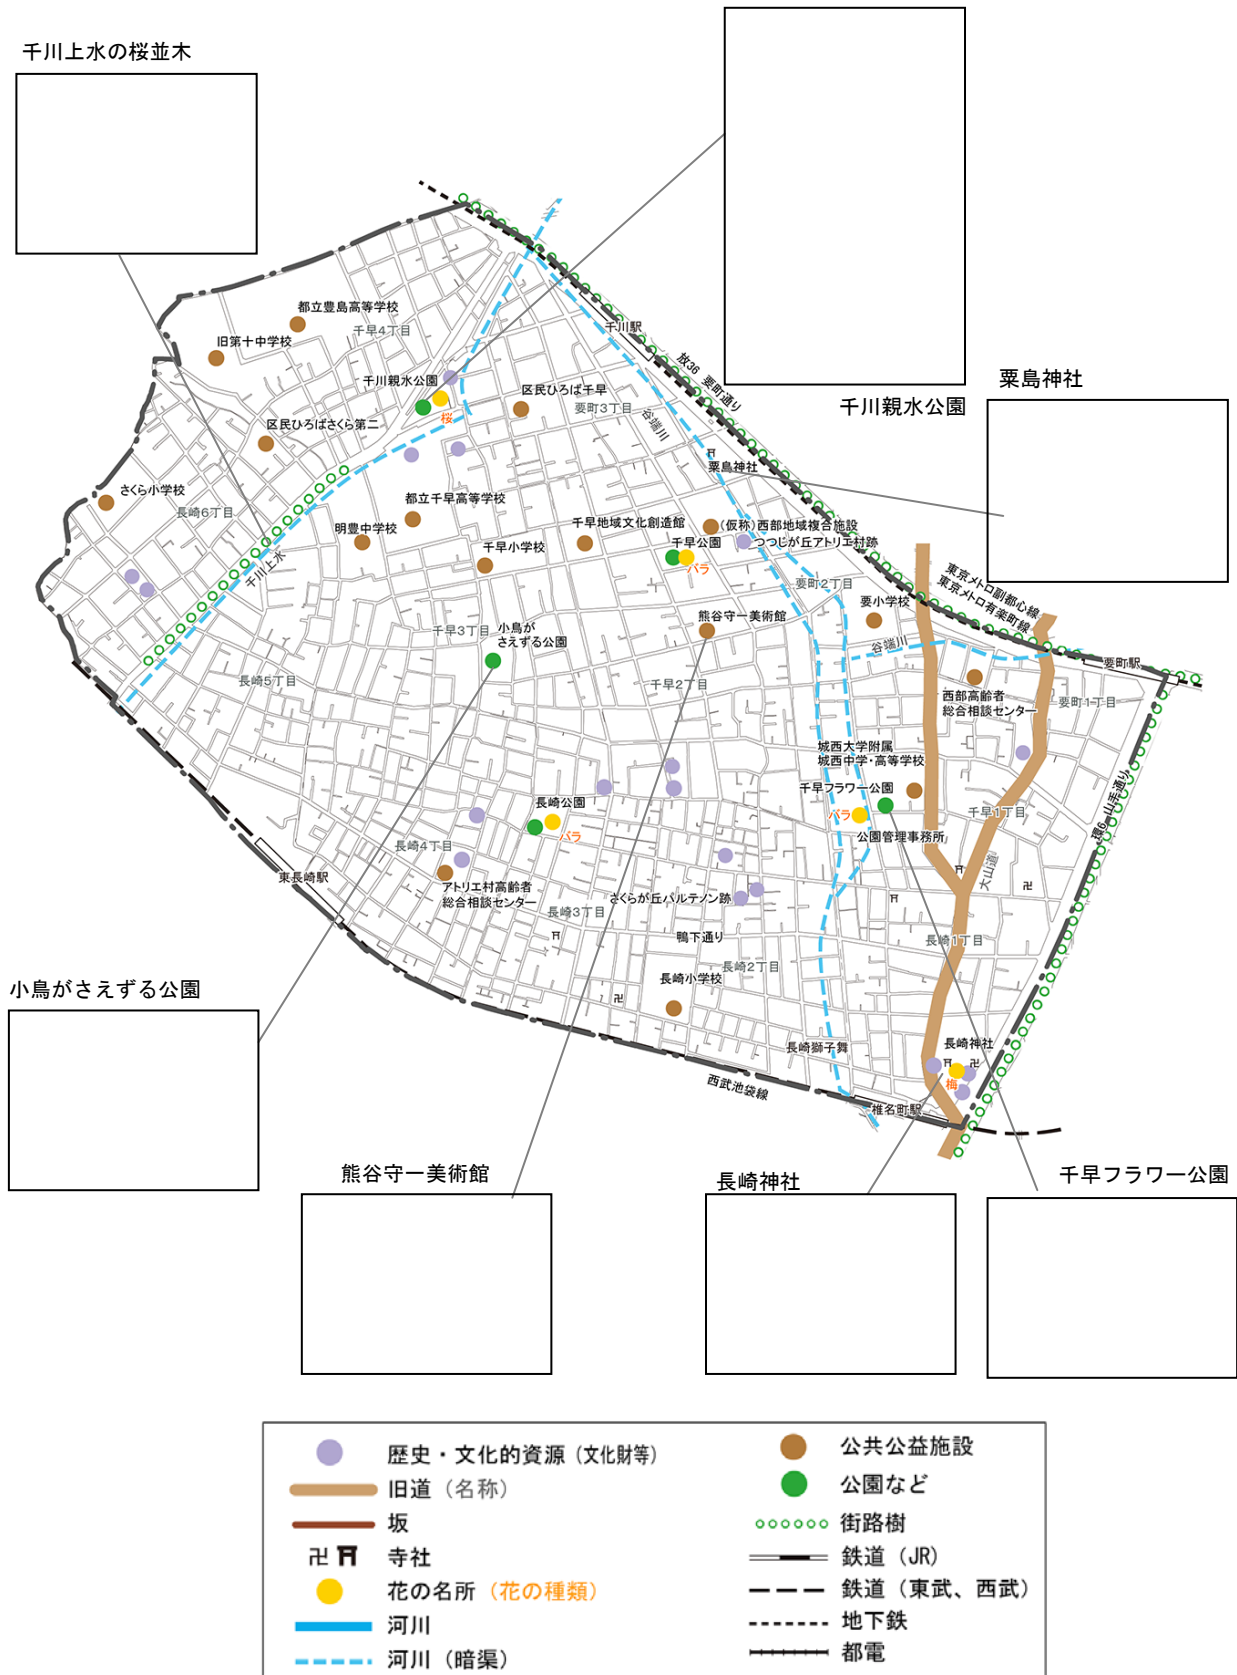 千川上水の桜並木
千川親水公園
粟島神社
都立豊島高等学校
千早4丁目
旧第十中学校
千川駅
放36 要町通り
千川親水公園
区民ひろば千早
要町3丁目
谷端川
桜
区民ひろばさくら第二
粟島神社
さくら小学校
長崎6丁目
都立千早高等学校
明豊中学校
千早地域文化創造館
(仮称)西部地域複合施設
千早公園
つつじが丘アトリエ村跡
バラ
千早小学校
千川上水
要町2丁目
東京メトロ副都心線
東京メトロ有楽町線
要小学校
熊谷守一美術館
千早3丁目
小鳥が
さえずる公園
谷端川
要町駅
長崎5丁目
千早2丁目
西部高齢者
総合相談センター
要町1丁目
城西大学附属
城西中学・高等学校
千早フラワー公園
長崎公園
バラ
バラ
公園管理事務所
千早1丁目
環6 山手通り
長崎4丁目
東長崎駅
アトリエ村高齢者
総合相談センター
大山道
さくらが丘パルテノン跡
長崎3丁目
鴨下通り
長崎1丁目
長崎2丁目
長崎小学校
長崎獅子舞
長崎神社
梅
西武池袋線
椎名町駅
小鳥がさえずる公園
熊谷守一美術館
長崎神社
千早フラワー公園
歴史・文化的資源(文化財等)
旧道(名称)
坂
卍 寺社
花の名所(花の種類)
河川
河川(暗渠)
公共公益施設
公園など
街路樹
鉄道(JR)
鉄道(東武、西武)
地下鉄
都電